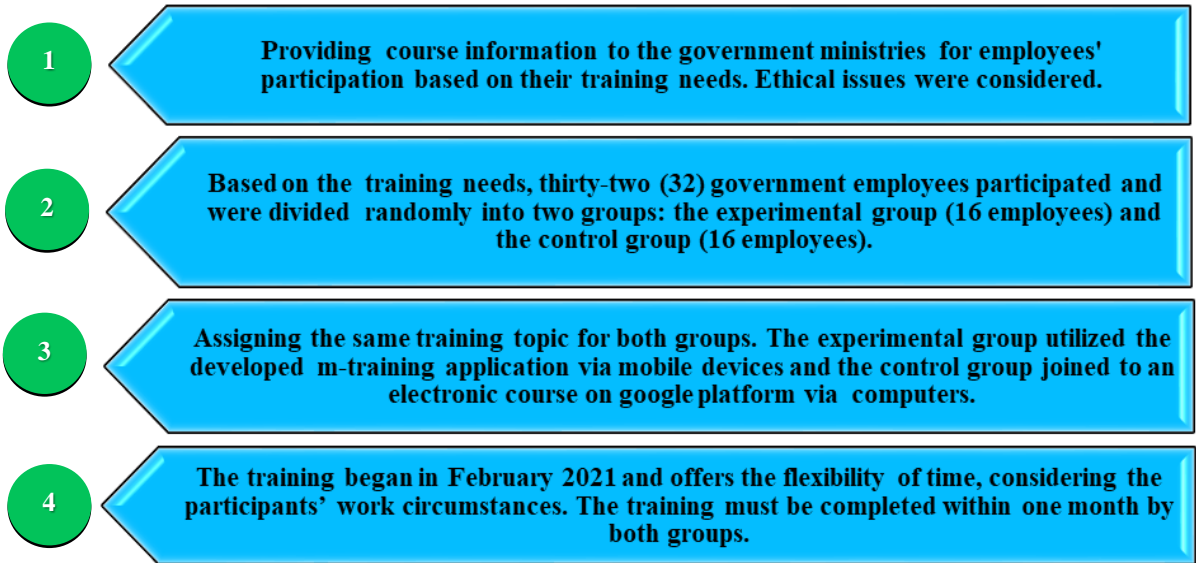 1
Providing course information to the government ministries for employees'
participation based on their training needs. Ethical issues were considered.
2
Based on the training needs, thirty-two (32) government employees participated and
were divided randomly into two groups: the experimental group (16 employees) and
the control group (16 employees).
3
Assigning the same training topic for both groups. The experimental group utilized the
developed m-training application via mobile devices and the control group joined to an
electronic course on google platform via computers.
4
The training began in February 2021 and offers the flexibility of time, considering the
participants’ work circumstances. The training must be completed within one month by
both groups.